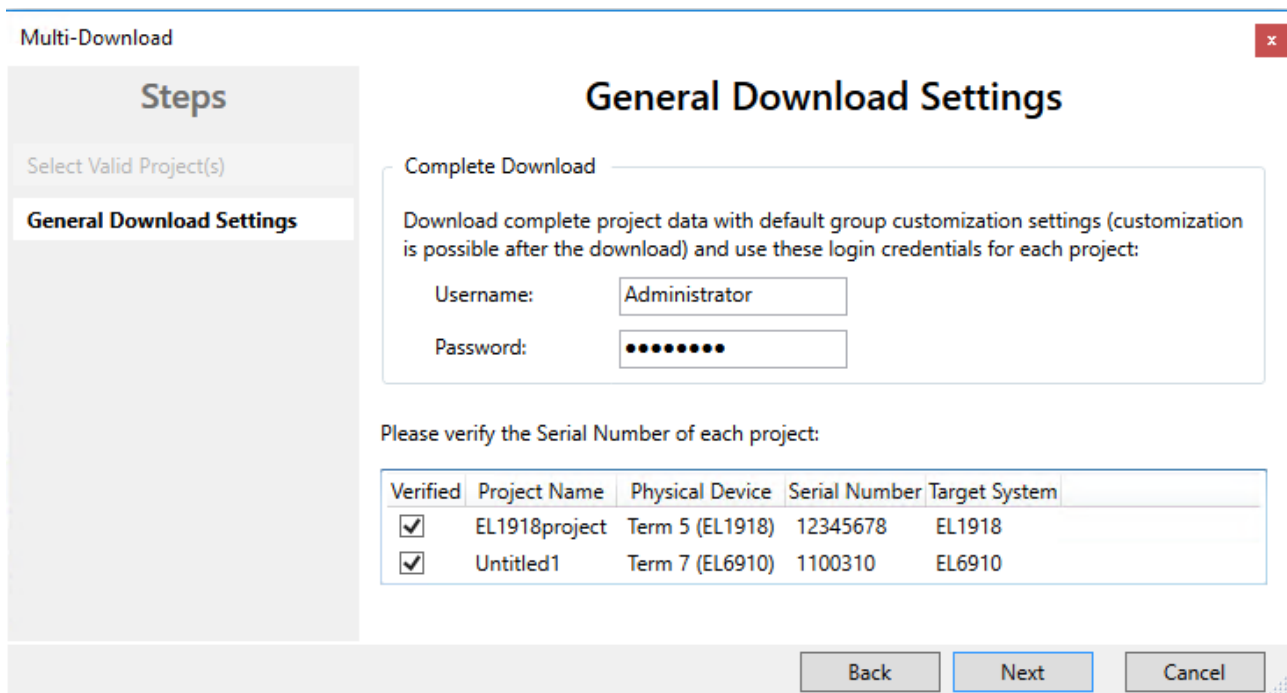 Multi-Download
x
Steps
Select Valid Project(s)
General Download Settings
General Download Settings
Complete Download
Download complete project data with default group customization settings (customization
is possible after the download) and use these login credentials for each project:
Username: Administrator
Password: ●●●●●●●●
Please verify the Serial Number of each project:
Verified Project Name Physical Device Serial Number Target System
EL1918project Term 5 (EL1918) 12345678 EL1918
Untitled1 Term 7 (EL6910) 1100310 EL6910
Back Next Cancel